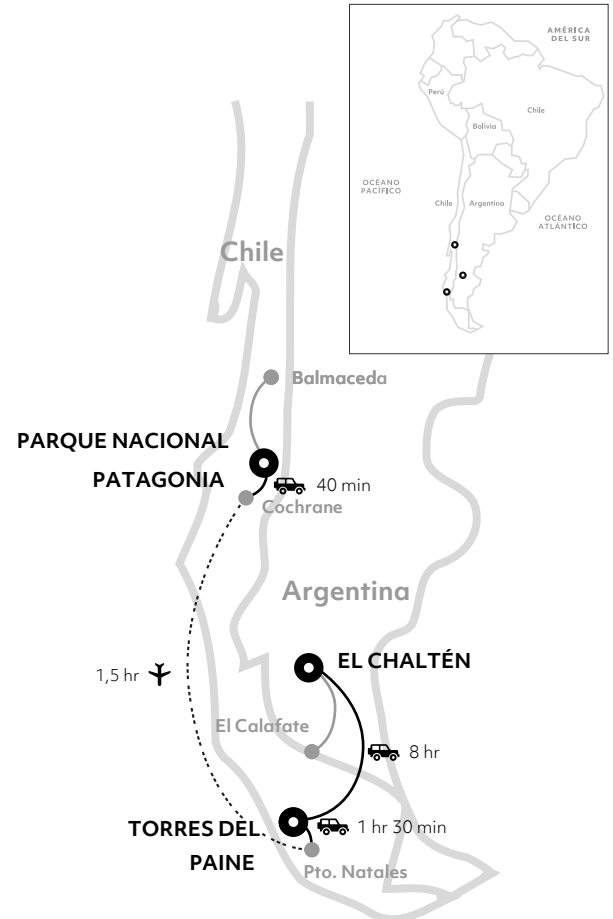 AMÉRICA
DEL SUR
Perú
Chile
Bolivia
OCÉANO
PACÍFICO
Chile
Argentina
OCÉANO
ATLÁNTICO
Chile
Balmaceda
PARQUE NACIONAL
PATAGONIA
40 min
Cochrane
Argentina
EL CHALTÉN
1,5 hr
El Calafate
8 hr
TORRES DEL
PAINE
1 hr 30 min
Pto. Natales